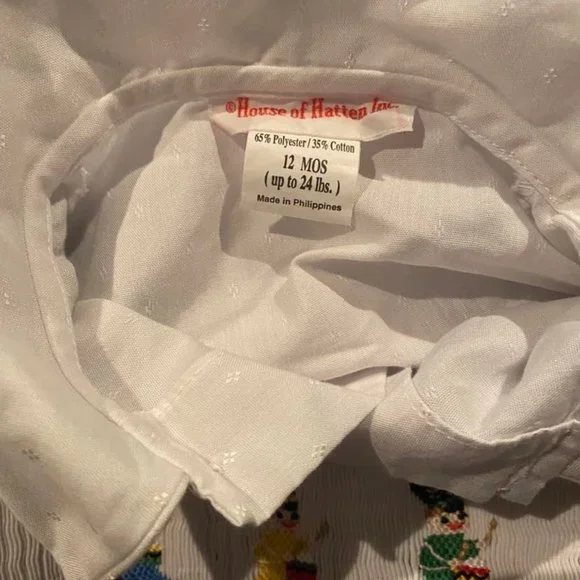 ©House of Hatten Inc.
65% Polyester / 35% Cotton
12 MOS
( up to 24 lbs. )
Made in Philippines